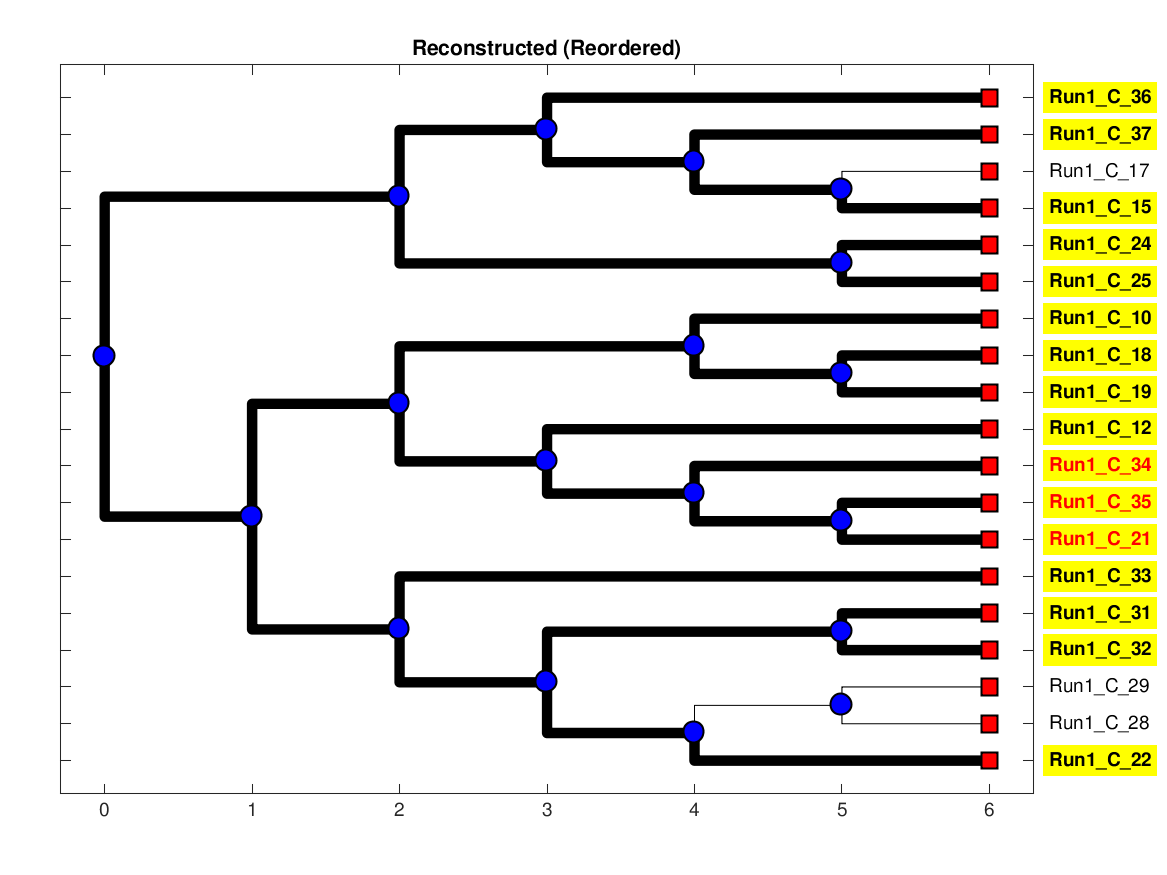 Reconstructed (Reordered)
Run1_C_36
Run1_C_37
Run1_C_17
Run1_C_15
Run1_C_24
Run1_C_25
Run1_C_10
Run1_C_18
Run1_C_19
Run1_C_12
Run1_C_34
Run1_C_35
Run1_C_21
Run1_C_33
Run1_C_31
Run1_C_32
Run1_C_29
Run1_C_28
Run1_C_22
0 1 2 3 4 5 6